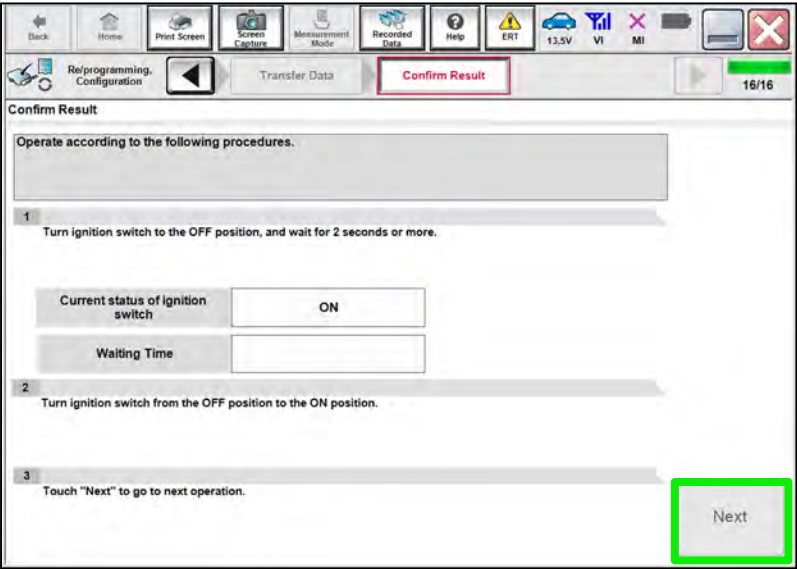 Back
Home
Print Screen
Screen
Capture
Measurement
Mode
Recorded
Data
Help
ERT
13.5V
VI
MI
Re/programming,
Configuration
Transfer Data
Confirm Result
16/16
Confirm Result
Operate according to the following procedures.
1
Turn ignition switch to the OFF position, and wait for 2 seconds or more.
Current status of ignition
switch
ON
Waiting Time
2
Turn ignition switch from the OFF position to the ON position.
3
Touch "Next" to go to next operation.
Next